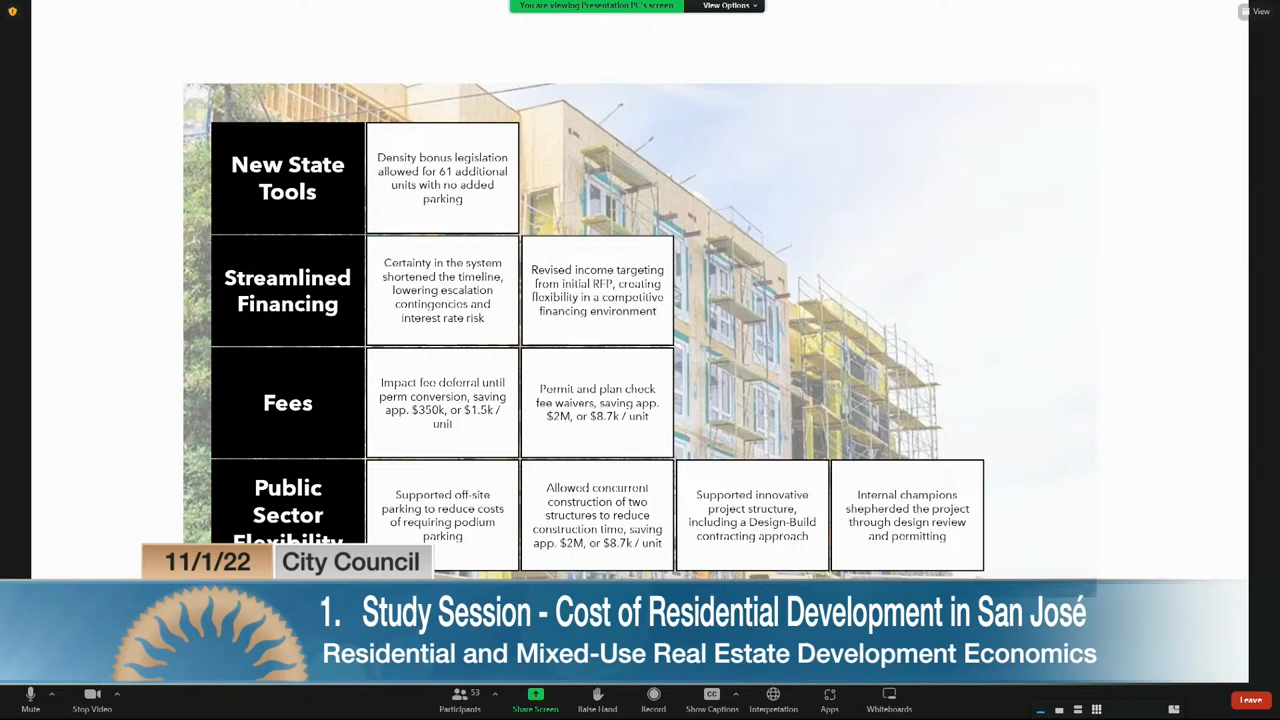 You are viewing Presentation PC's screen
View Options
View
New State
Tools
Density bonus legislation
allowed for 61 additional
units with no added
parking
Streamlined
Financing
Certainty in the system
shortened the timeline,
lowering escalation
contingencies and
interest rate risk
Revised income targeting
from initial RFP, creating
flexibility in a competitive
financing environment
Fees
Impact fee deferral until
perm conversion, saving
app. $350k, or $1.5k /
unit
Permit and plan check
fee waivers, saving app.
$2M, or $8.7k / unit
Public
Sector
Flexibility
Supported off-site
parking to reduce costs
of requiring podium
parking
Allowed concurrent
construction of two
structures to reduce
construction time, saving
app. $2M, or $8.7k / unit
Supported innovative
project structure,
including a Design-Build
contracting approach
Internal champions
shepherded the project
through design review
and permitting
11/1/22
City Council
1. Study Session - Cost of Residential Development in San José
Residential and Mixed-Use Real Estate Development Economics
Mute
Stop Video
Participants
53
Share Screen
Raise Hand
Record
CC
Show Captions
Interpretation
Apps
Whiteboards
Leave